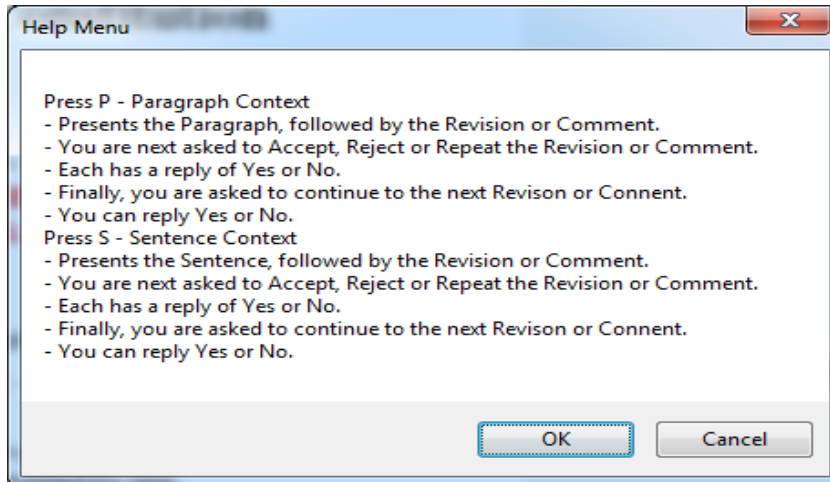 Help Menu
Press P - Paragraph Context
- Presents the Paragraph, followed by the Revision or Comment.
- You are next asked to Accept, Reject or Repeat the Revision or Comment.
- Each has a reply of Yes or No.
- Finally, you are asked to continue to the next Revison or Connent.
- You can reply Yes or No.
Press S - Sentence Context
- Presents the Sentence, followed by the Revision or Comment.
- You are next asked to Accept, Reject or Repeat the Revision or Comment.
- Each has a reply of Yes or No.
- Finally, you are asked to continue to the next Revison or Connent.
- You can reply Yes or No.
OK Cancel